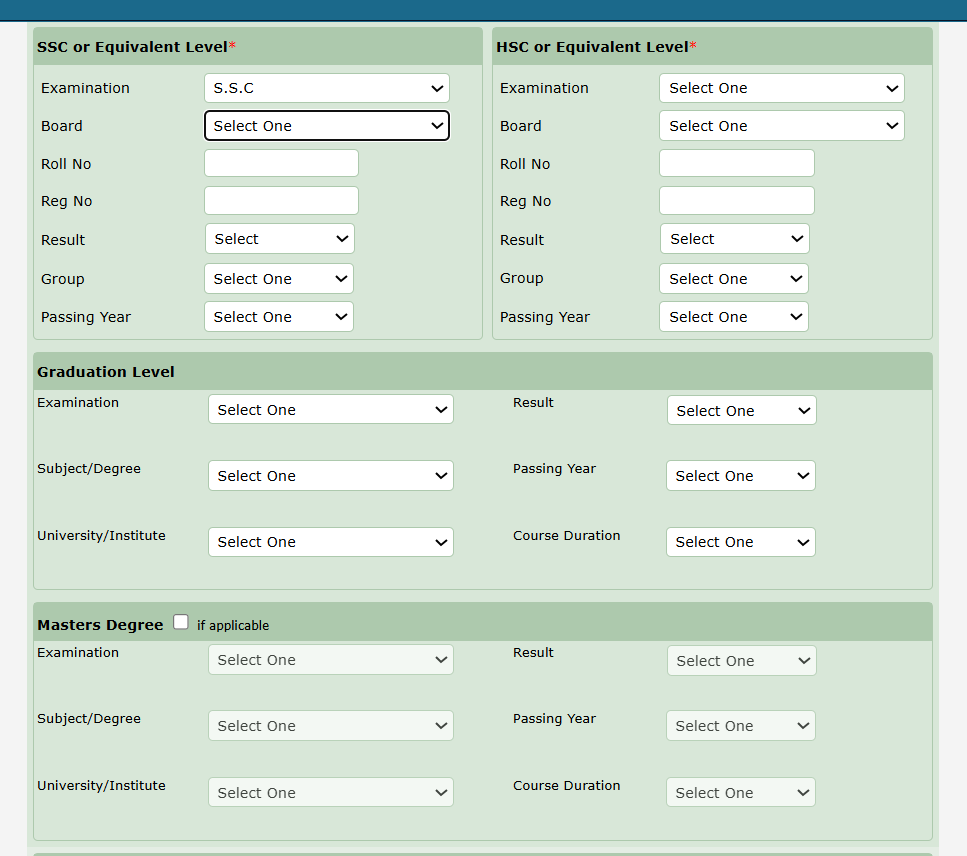 SSC or Equivalent Level*
Examination S.S.C
Board Select One
Roll No
Reg No
Result Select
Group Select One
Passing Year Select One
HSC or Equivalent Level*
Examination Select One
Board Select One
Roll No
Reg No
Result Select
Group Select One
Passing Year Select One
Graduation Level
Examination Select One Result Select One
Subject/Degree Select One Passing Year Select One
University/Institute Select One Course Duration Select One
Masters Degree if applicable
Examination Select One Result Select One
Subject/Degree Select One Passing Year Select One
University/Institute Select One Course Duration Select One